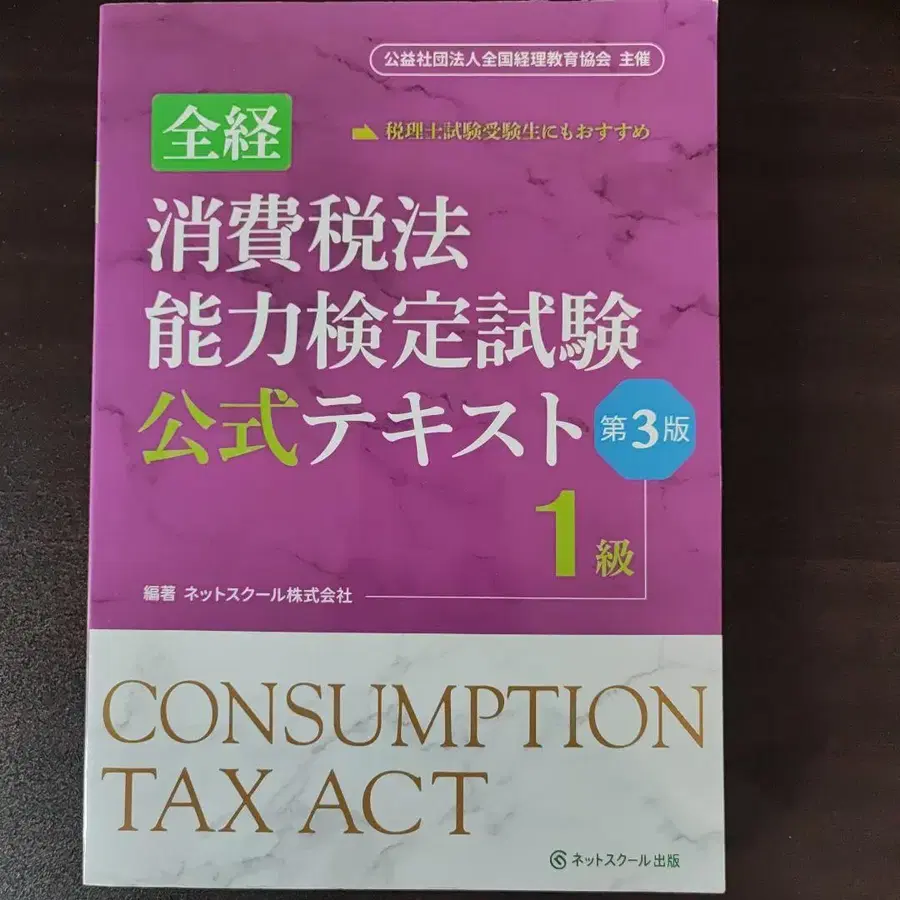 公益社団法人全国経理教育協会 主催
全経
税理士試験受験生にもおすすめ
消費税法
能力検定試験
公式テキスト
第3版
1級
編著 ネットスクール株式会社
CONSUMPTION
TAX ACT
ネットスクール出版